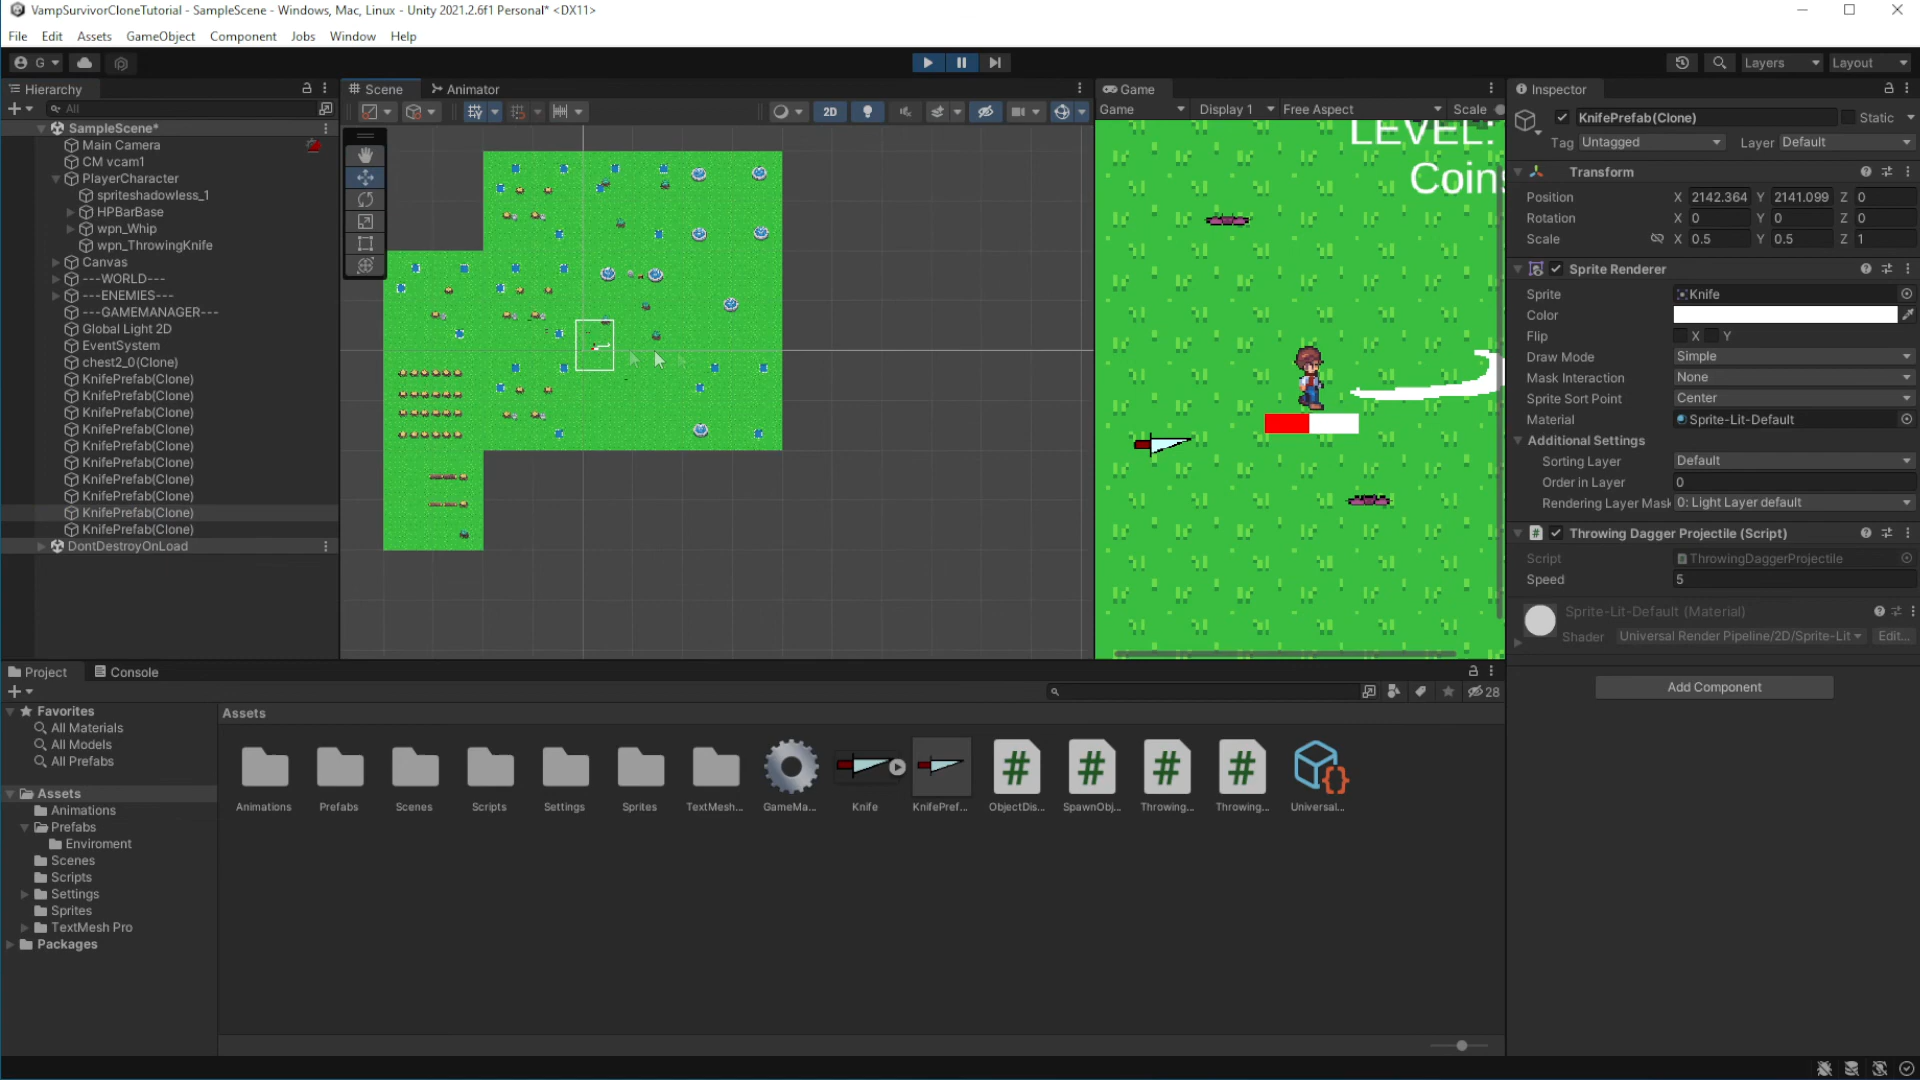 VampSurvivorCloneTutorial - SampleScene - Windows, Mac, Linux - Unity 2021.2.6f1 Personal* <DX11>
File Edit Assets GameObject Component Jobs Window Help
G Layers Layout
Hierarchy
All
SampleScene*
Main Camera
CM vcam1
PlayerCharacter
spriteshadowless_1
HPBarBase
wpn_Whip
wpn_ThrowingKnife
Canvas
---WORLD---
---ENEMIES---
---GAMEMANAGER---
Global Light 2D
EventSystem
chest2_0(Clone)
KnifePrefab(Clone)
KnifePrefab(Clone)
KnifePrefab(Clone)
KnifePrefab(Clone)
KnifePrefab(Clone)
KnifePrefab(Clone)
KnifePrefab(Clone)
KnifePrefab(Clone)
KnifePrefab(Clone)
KnifePrefab(Clone)
DontDestroyOnLoad
Scene Animator
2D
Game
Game Display 1 Free Aspect Scale
LEVEL:
Coins
Inspector
KnifePrefab(Clone) Static
Tag Untagged Layer Default
Transform
Position X 2142.364 Y 2141.099 Z 0
Rotation X 0 Y 0 Z 0
Scale X 0.5 Y 0.5 Z 1
Sprite Renderer
Sprite Knife
Color
Flip X Y
Draw Mode Simple
Mask Interaction None
Sprite Sort Point Center
Material Sprite-Lit-Default
Additional Settings
Sorting Layer Default
Order in Layer 0
Rendering Layer Mask 0: Light Layer default
Throwing Dagger Projectile (Script)
Script ThrowingDaggerProjectile
Speed 5
Sprite-Lit-Default (Material)
Shader Universal Render Pipeline/2D/Sprite-Lit Edit...
Add Component
Project Console
28
Favorites
All Materials
All Models
All Prefabs
Assets
Animations
Prefabs
Enviroment
Scenes
Scripts
Settings
Sprites
TextMesh Pro
Packages
Assets
Animations Prefabs Scenes Scripts Settings Sprites TextMesh... GameMa... Knife KnifePref... ObjectDis... SpawnObj... Throwing... Throwing... Universal...